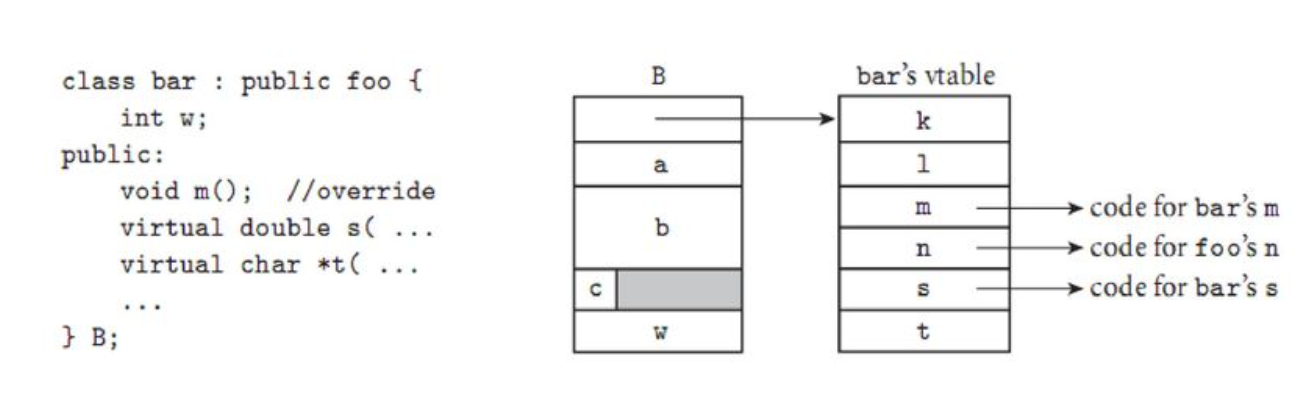 class bar : public foo {
    int w;
public:
    void m();  //override
    virtual double s( ...
    virtual char *t( ...
    ...
} B;
B
a
b
c
w
bar's vtable
k
l
m
n
s
t
code for bar's m
code for foo's n
code for bar's s